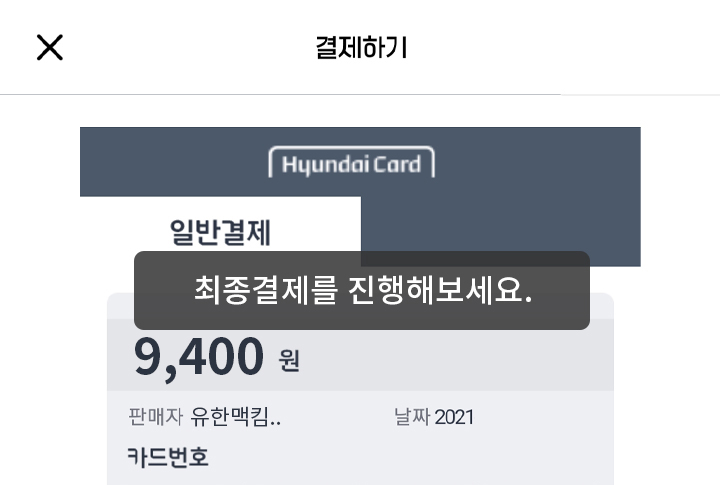 결제하기
Hyundai Card
일반결제
최종결제를 진행해보세요.
9,400 원
판매자 유한맥킴.. 날짜 2021
카드번호